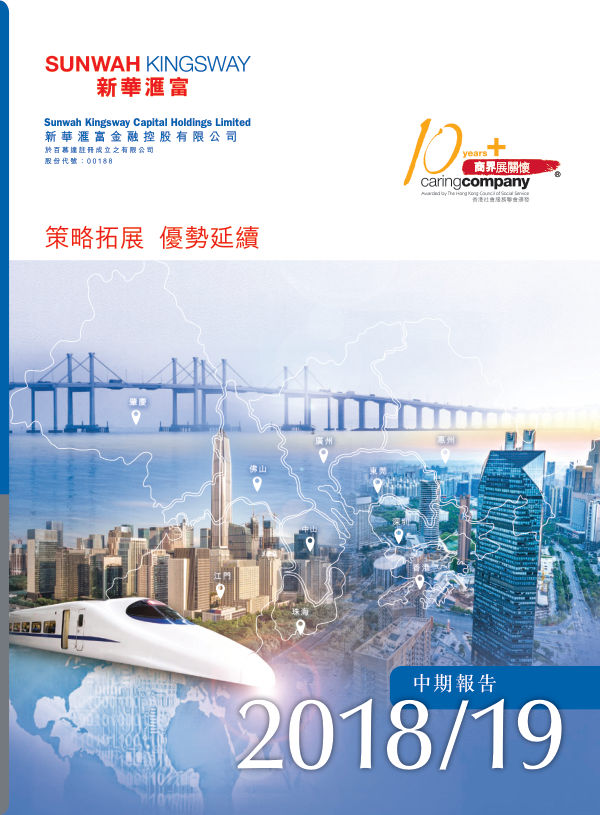 SUNWAH KINGSWAY
新華滙富
Sunwah Kingsway Capital Holdings Limited
新華滙富金融控股有限公司
於百慕達註冊成立之有限公司
股份代號：00188
10 years+
商界展關懷
caringcompany®
Awarded by The Hong Kong Council of Social Service
香港社會服務聯會頒發
策略拓展 優勢延續
肇慶
廣州
惠州
佛山
東莞
深圳
中山
香港
江門
珠海
中期報告
2018/19